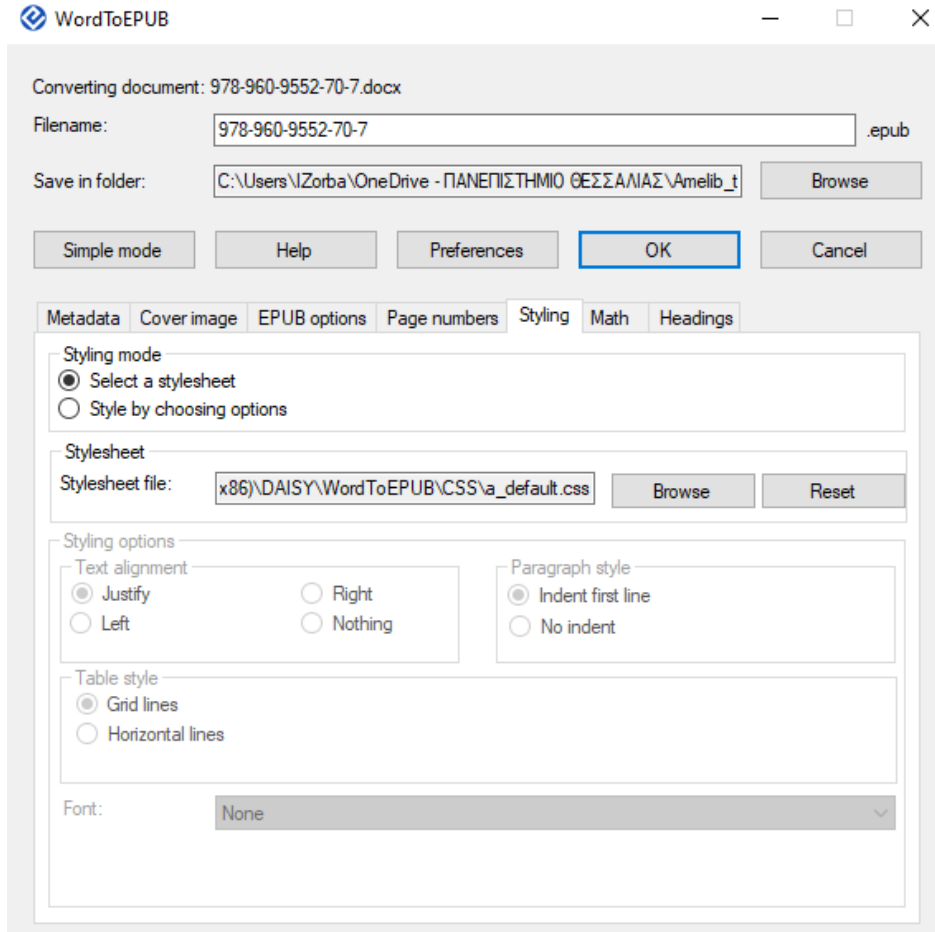 WordToEPUB
Converting document: 978-960-9552-70-7.docx
Filename: 978-960-9552-70-7 .epub
Save in folder: C:\Users\IZorba\OneDrive - ΠΑΝΕΠΙΣΤΗΜΙΟ ΘΕΣΣΑΛΙΑΣ\Amelib_t Browse
Simple mode Help Preferences OK Cancel
Metadata Cover image EPUB options Page numbers Styling Math Headings
Styling mode
Select a stylesheet
Style by choosing options
Stylesheet
Stylesheet file: x86)\DAISY\WordToEPUB\CSS\a_default.css Browse Reset
Styling options
Text alignment Paragraph style
Justify Right Indent first line
Left Nothing No indent
Table style
Grid lines
Horizontal lines
Font: None